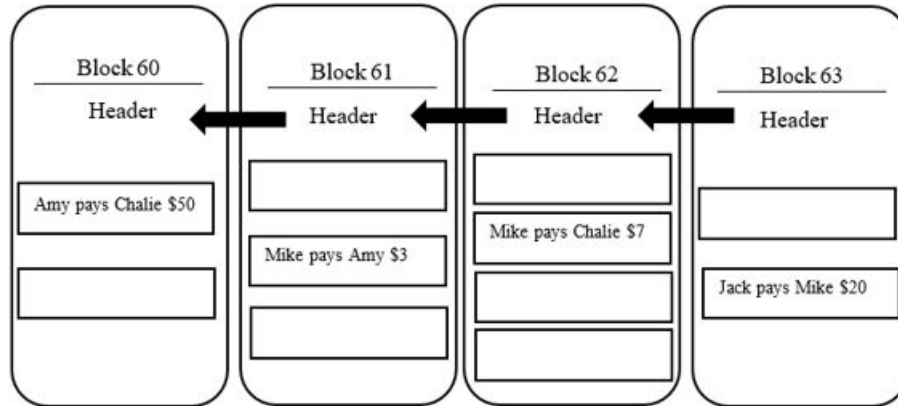 Block 60
Header
Amy pays Chalie $50
Block 61
Header
Mike pays Amy $3
Block 62
Header
Mike pays Chalie $7
Block 63
Header
Jack pays Mike $20